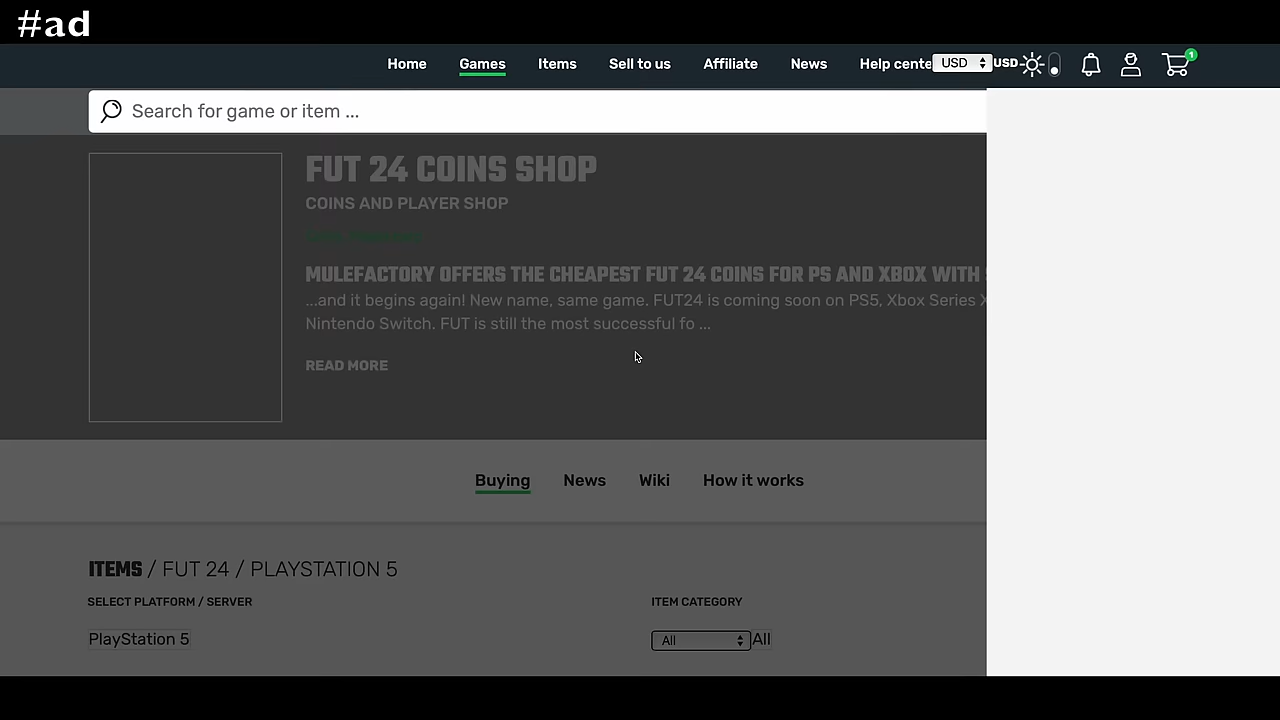 #ad
Home Games Items Sell to us Affiliate News Help cente USD USD 1
Search for game or item ...
FUT 24 COINS SHOP
COINS AND PLAYER SHOP
MULEFACTORY OFFERS THE CHEAPEST FUT 24 COINS FOR PS AND XBOX WITH
...and it begins again! New name, same game. FUT24 is coming soon on PS5, Xbox Series X
Nintendo Switch. FUT is still the most successful fo ...
READ MORE
Buying News Wiki How it works
ITEMS / FUT 24 / PLAYSTATION 5
SELECT PLATFORM / SERVER ITEM CATEGORY
PlayStation 5 All All